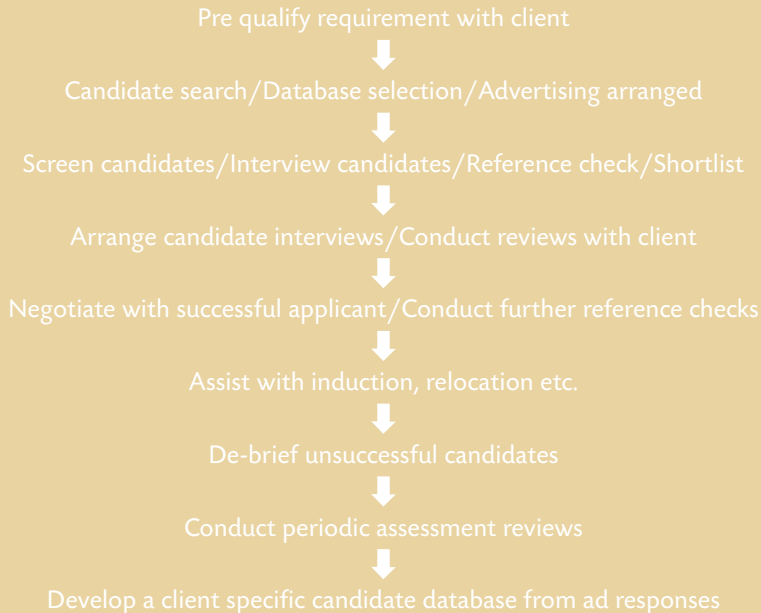 Pre qualify requirement with client
Candidate search/Database selection/Advertising arranged
Screen candidates/Interview candidates/Reference check/Shortlist
Arrange candidate interviews/Conduct reviews with client
Negotiate with successful applicant/Conduct further reference checks
Assist with induction, relocation etc.
De-brief unsuccessful candidates
Conduct periodic assessment reviews
Develop a client specific candidate database from ad responses